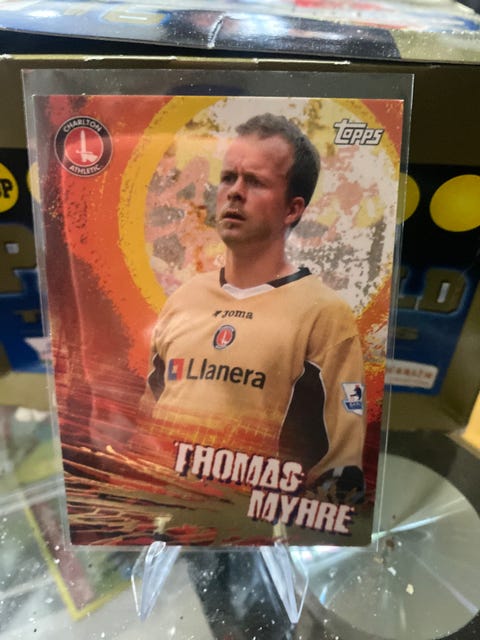 CHARLTON
ATHLETIC
Topps
Joma
Llanera
THOMAS
MYHRE